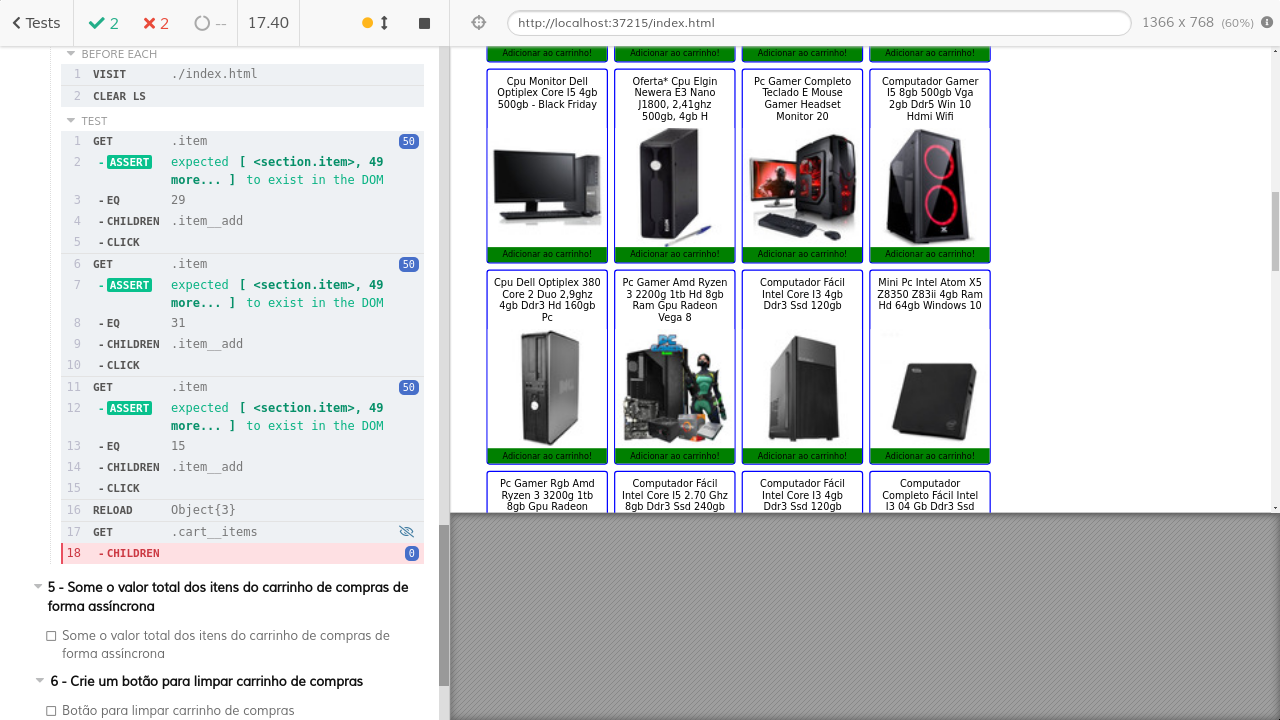 Tests
2
2
--
17.40
http://localhost:37215/index.html
1366 x 768 (60%)
BEFORE EACH
1 VISIT ./index.html
2 CLEAR LS
TEST
1 GET .item 50
2 -ASSERT expected [ <section.item>, 49
more... ] to exist in the DOM
3 -EQ 29
4 -CHILDREN .item__add
5 -CLICK
6 GET .item 50
7 -ASSERT expected [ <section.item>, 49
more... ] to exist in the DOM
8 -EQ 31
9 -CHILDREN .item__add
10 -CLICK
11 GET .item 50
12 -ASSERT expected [ <section.item>, 49
more... ] to exist in the DOM
13 -EQ 15
14 -CHILDREN .item__add
15 -CLICK
16 RELOAD Object{3}
17 GET .cart__items
18 -CHILDREN 0
5 - Some o valor total dos itens do carrinho de compras de
forma assíncrona
Some o valor total dos itens do carrinho de compras de
forma assíncrona
6 - Crie um botão para limpar carrinho de compras
Botão para limpar carrinho de compras
Adicionar ao carrinho!
Adicionar ao carrinho!
Adicionar ao carrinho!
Adicionar ao carrinho!
Cpu Monitor Dell
Optiplex Core I5 4gb
500gb - Black Friday
Adicionar ao carrinho!
Oferta* Cpu Elgin
Newera E3 Nano
J1800, 2,41ghz
500gb, 4gb H
Adicionar ao carrinho!
Pc Gamer Completo
Teclado E Mouse
Gamer Headset
Monitor 20
Adicionar ao carrinho!
Computador Gamer
I5 8gb 500gb Vga
2gb Ddr5 Win 10
Hdmi Wifi
Adicionar ao carrinho!
Cpu Dell Optiplex 380
Core 2 Duo 2,9ghz
4gb Ddr3 Hd 160gb
Pc
Adicionar ao carrinho!
Pc Gamer Amd Ryzen
3 2200g 1tb Hd 8gb
Ram Gpu Radeon
Vega 8
Adicionar ao carrinho!
Computador Fácil
Intel Core I3 4gb
Ddr3 Ssd 120gb
Adicionar ao carrinho!
Mini Pc Intel Atom X5
Z8350 Z83ii 4gb Ram
Hd 64gb Windows 10
Adicionar ao carrinho!
Pc Gamer Rgb Amd
Ryzen 3 3200g 1tb
8gb Gpu Radeon
Computador Fácil
Intel Core I5 2.70 Ghz
8gb Ddr3 Ssd 240gb
Computador Fácil
Intel Core I3 4gb
Ddr3 Ssd 120gb
Computador
Completo Fácil Intel
I3 04 Gb Ddr3 Ssd